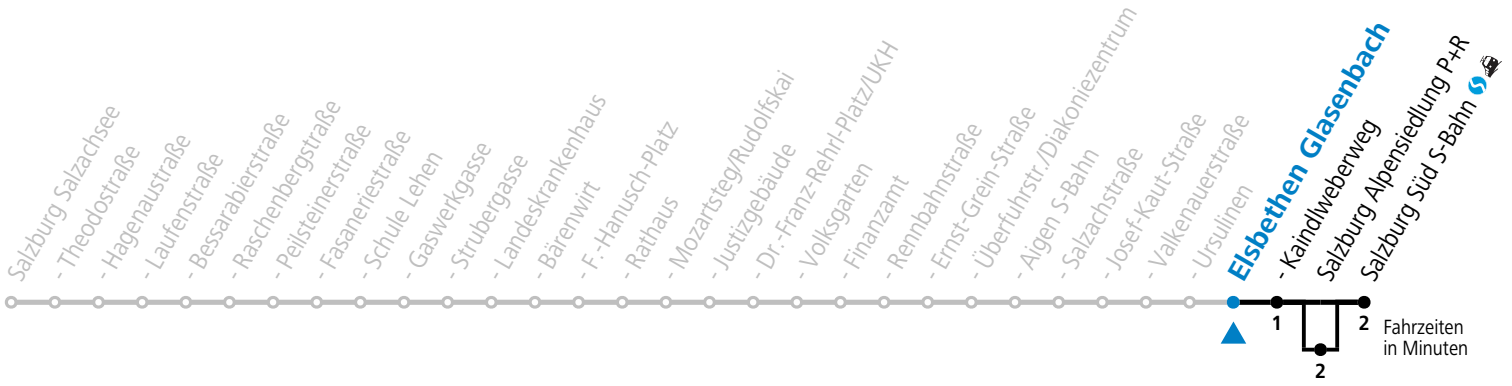 Salzburg Salzachsee
- Theodostraße
- Hagenaustraße
- Laufenstraße
- Bessarabierstraße
- Raschenbergstraße
- Peilsteinerstraße
- Fasaneriestraße
- Schule Lehen
- Gaswerkgasse
- Strubergasse
- Landeskrankenhaus
- Bärenwirt
- F.-Hanusch-Platz
- Rathaus
- Mozartsteg/Rudolfskai
- Justizgebäude
- Dr.-Franz-Rehrl-Platz/UKH
- Volksgarten
- Finanzamt
- Rennbahnstraße
- Ernst-Grein-Straße
- Überfuhrstr./Diakoniezentrum
- Aigen S-Bahn
- Salzachstraße
- Josef-Kaut-Straße
- Valkenauerstraße
- Ursulinen
Elsbethen Glasenbach
- Kaindlweberweg
Salzburg Alpensiedlung P+R
Salzburg Süd S-Bahn
1
2
2
Fahrzeiten
in Minuten